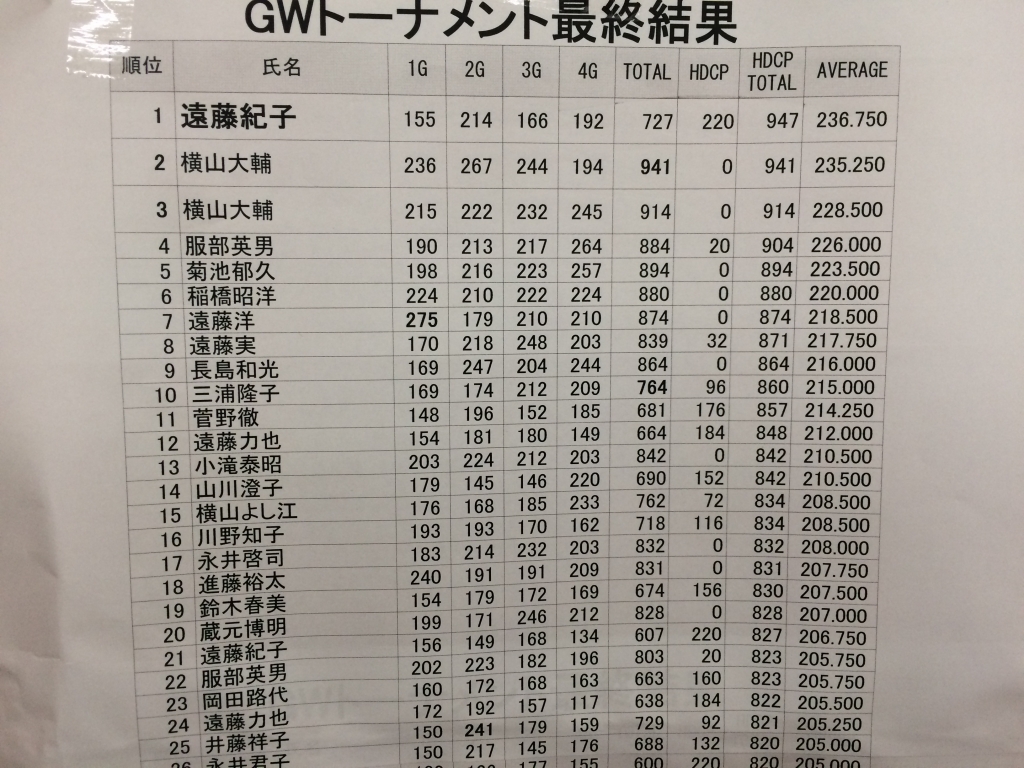 GWトーナメント最終結果
順位 氏名 1G 2G 3G 4G TOTAL HDCP HDCP TOTAL AVERAGE
1 遠藤紀子 155 214 166 192 727 220 947 236.750
2 横山大輔 236 267 244 194 941 0 941 235.250
3 横山大輔 215 222 232 245 914 0 914 228.500
4 服部英男 190 213 217 264 884 20 904 226.000
5 菊池郁久 198 216 223 257 894 0 894 223.500
6 稲橋昭洋 224 210 222 224 880 0 880 220.000
7 遠藤洋 275 179 210 210 874 0 874 218.500
8 遠藤実 170 218 248 203 839 32 871 217.750
9 長島和光 169 247 204 244 864 0 864 216.000
10 三浦隆子 169 174 212 209 764 96 860 215.000
11 菅野徹 148 196 152 185 681 176 857 214.250
12 遠藤力也 154 181 180 149 664 184 848 212.000
13 小滝泰昭 203 224 212 203 842 0 842 210.500
14 山川澄子 179 145 146 220 690 152 842 210.500
15 横山よし江 176 168 185 233 762 72 834 208.500
16 川野知子 193 193 170 162 718 116 834 208.500
17 永井啓司 183 214 232 203 832 0 832 208.000
18 進藤裕太 240 191 191 209 831 0 831 207.750
19 鈴木春美 154 179 172 169 674 156 830 207.500
20 蔵元博明 199 171 246 212 828 0 828 207.000
21 遠藤紀子 156 149 168 134 607 220 827 206.750
22 服部英男 202 223 182 196 803 20 823 205.750
23 岡田路代 160 172 168 163 663 160 823 205.750
24 遠藤力也 172 192 157 117 638 184 822 205.500
25 井藤祥子 150 241 179 159 729 92 821 205.250
26 永井君子 150 217 145 176 688 132 820 205.000
177 155 600 220 820 205.000